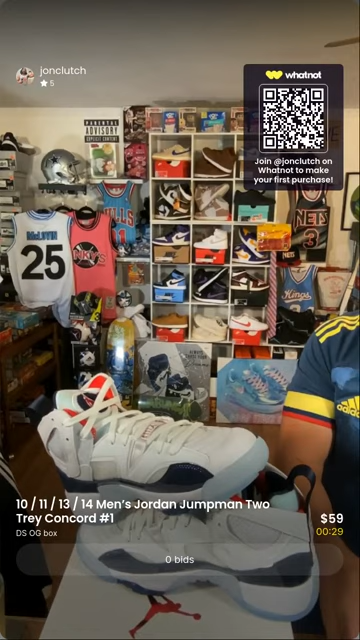 jonclutch
★ 5
whatnot
Join @jonclutch on
Whatnot to make
your first purchase!
PARENTAL
ADVISORY
EXPLICIT CONTENT
BULLS
McLOVIN
25
NETS
3
Kings
10 / 11 / 13 / 14 Men's Jordan Jumpman Two
Trey Concord #1
$59
DS OG box
00:29
0 bids